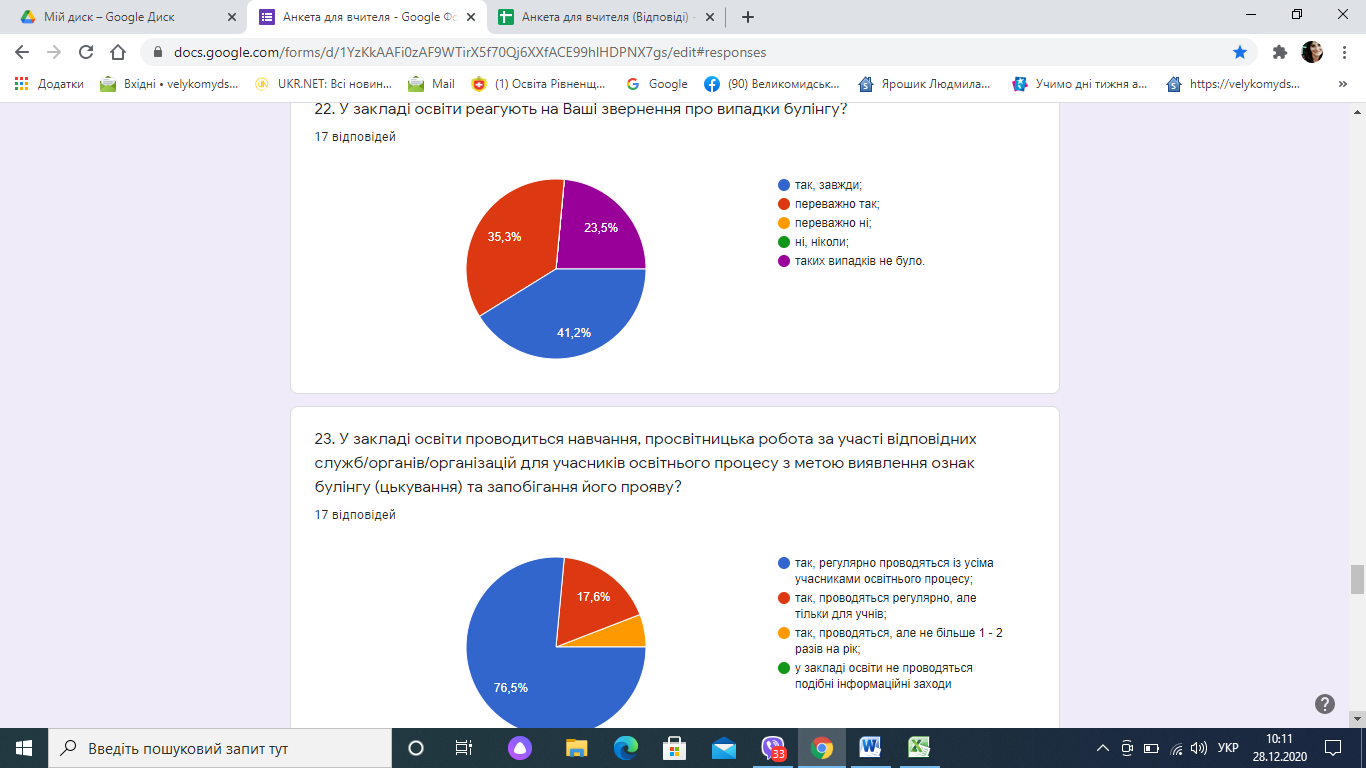 Мій диск – Google Диск
Анкета для вчителя - Google Фо
Анкета для вчителя (Відповіді) -
docs.google.com/forms/d/1YzKkAAFi0zAF9WTirX5f70Qj6XXfACE99hlHDPNX7gs/edit#responses
Додатки
Вхідні • velykomyds...
UKR.NET: Всі новин...
Mail
(1) Освіта Рівненщ...
Google
(90) Великомидськ...
Ярошик Людмила...
Учимо дні тижня а...
https://velykomyds...
22. У закладі освіти реагують на Ваші звернення про випадки булінгу?
17 відповідей
35,3%
23,5%
41,2%
так, завжди;
переважно так;
переважно ні;
ні, ніколи;
таких випадків не було.
23. У закладі освіти проводиться навчання, просвітницька робота за участі відповідних
служб/органів/організацій для учасників освітнього процесу з метою виявлення ознак
булінгу (цькування) та запобігання його прояву?
17 відповідей
17,6%
76,5%
так, регулярно проводяться із усіма
учасниками освітнього процесу;
так, проводяться регулярно, але
тільки для учнів;
так, проводяться, але не більше 1 - 2
разів на рік;
у закладі освіти не проводяться
подібні інформаційні заходи
Введіть пошуковий запит тут
33
УКР
10:11
28.12.2020